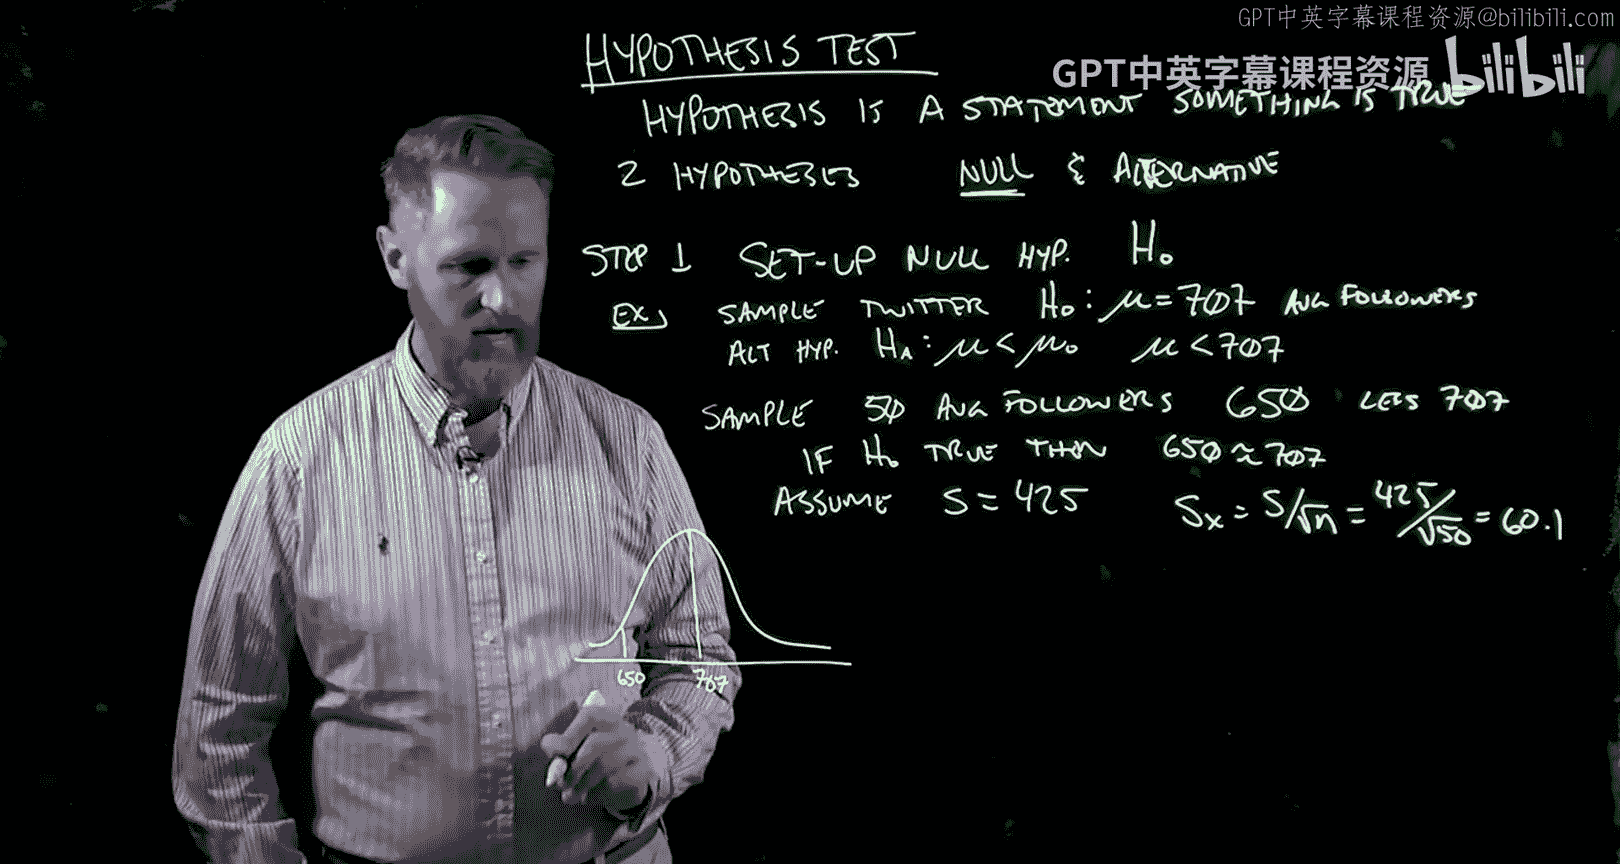 GPT中英字幕课程资源@bilibili.com
GPT中英字幕课程资源 bilibili
HYPOTHESIS TEST
HYPOTHESIS IS A STATEMENT SOMETHING IS TRUE
2 HYPOTHESES NULL & ALTERNATIVE
STEP 1 SET-UP NULL HYP. H₀
EX, SAMPLE TWITTER H₀: μ = 707 AVG FOLLOWERS
ALT HYP. Hₐ: μ < μ₀ μ < 707
SAMPLE 50 AVG FOLLOWERS 650 LESS 707
IF H₀ TRUE THEN 650 ≈ 707
ASSUME S = 425 Sₓ = S/√n = 425/√50 = 60.1
650 707